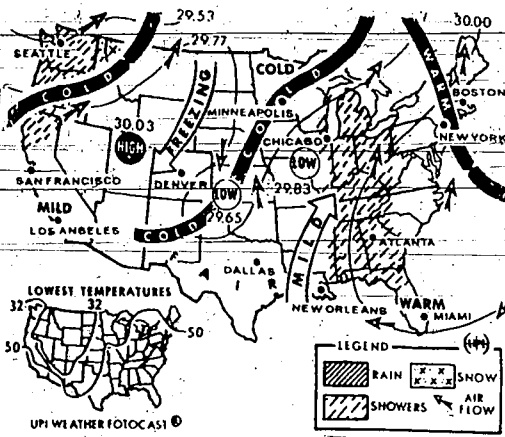 29.53
30.00
SEATTLE
29.77
COLD
COLD
WARM
BOSTON
FREEZING
MINNEAPOLIS
COLD
30.03
HIGH
CHICAGO
NEW YORK
LOW
SAN FRANCISCO
DENVER
LOW
29.83
MILD
29.65
LOS ANGELES
COLD
MILD
ATLANTA
FAIR
DALLAS
NEW ORLEANS
WARM
MIAMI
LOWEST TEMPERATURES
32
32
50
50
LEGEND
UPI
RAIN
SNOW
SHOWERS
AIR
FLOW
UPI WEATHER FOTOCAST ®